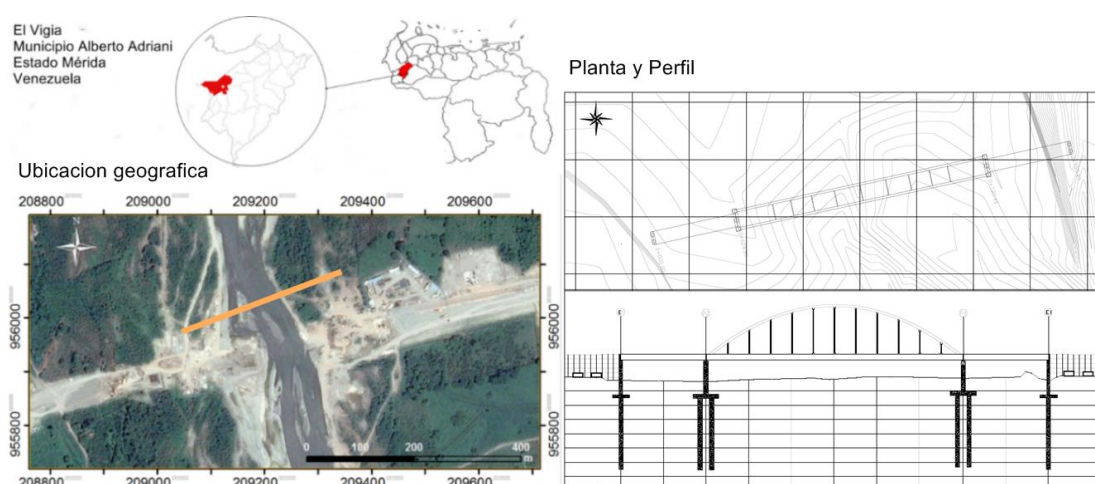 El Vigia
Municipio Alberto Adriani
Estado Mérida
Venezuela
Planta y Perfil
Ubicacion geografica
208800 209000 209200 209400 209600
956000 956000
955800 955800
0 100 200 400
m
208800 209000 209200 209400 209600